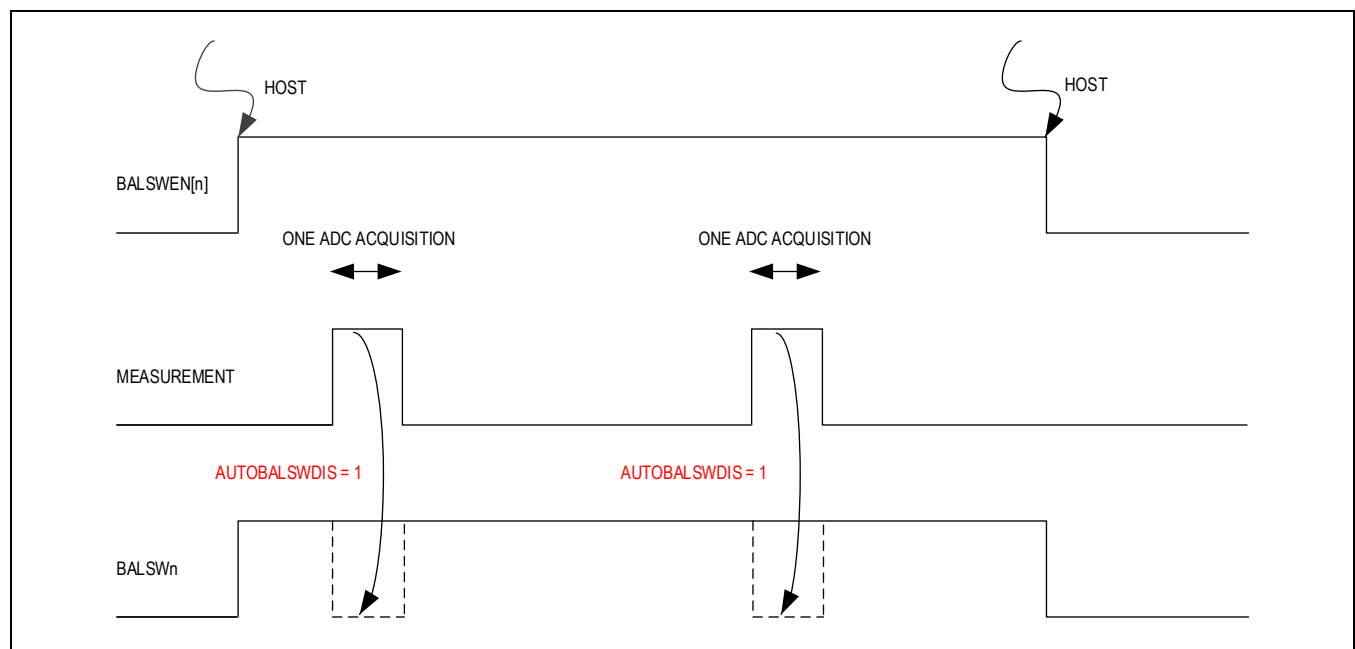 HOST
HOST
BALSWEN[n]
ONE ADC ACQUISITION
ONE ADC ACQUISITION
MEASUREMENT
AUTOBALSWDIS = 1
AUTOBALSWDIS = 1
BALSWn